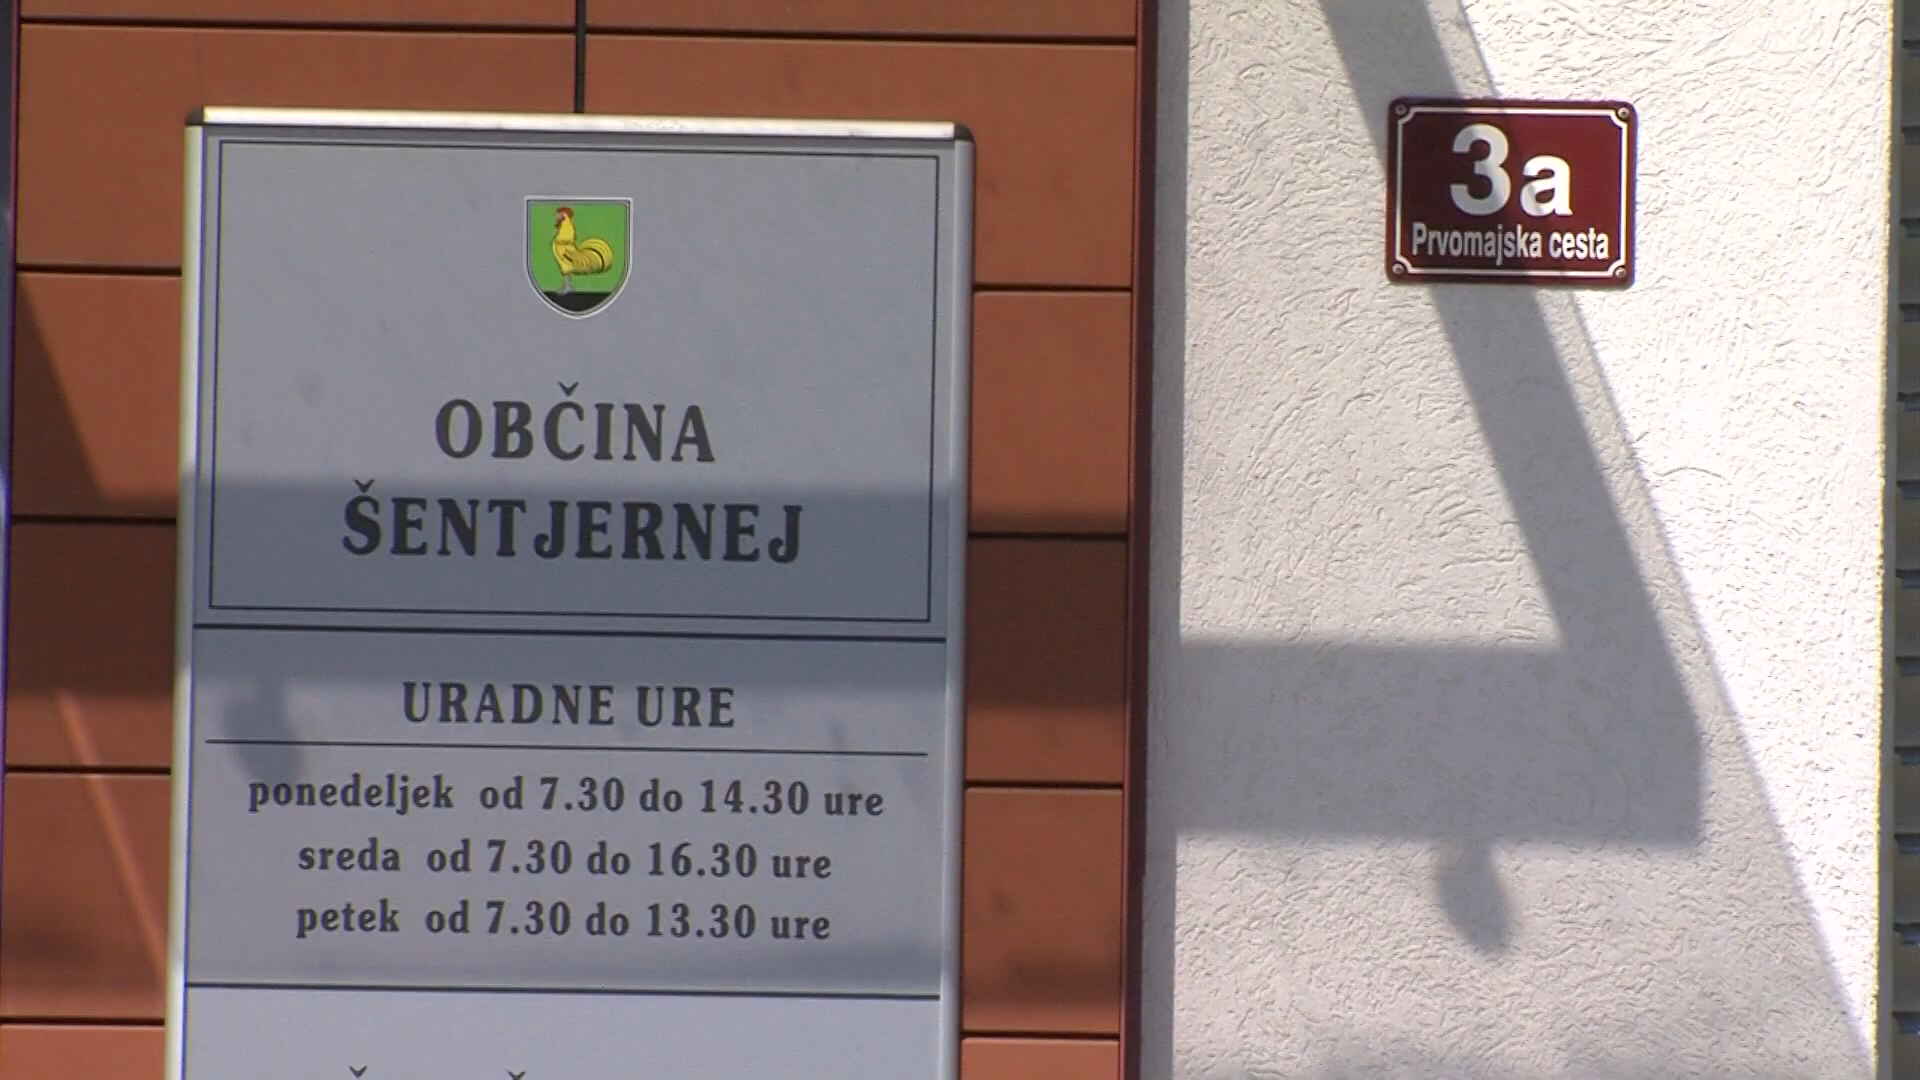 OBČINA
ŠENTJERNEJ
URADNE URE
ponedeljek od 7.30 do 14.30 ure
sreda od 7.30 do 16.30 ure
petek od 7.30 do 13.30 ure
3a
Prvomajska cesta